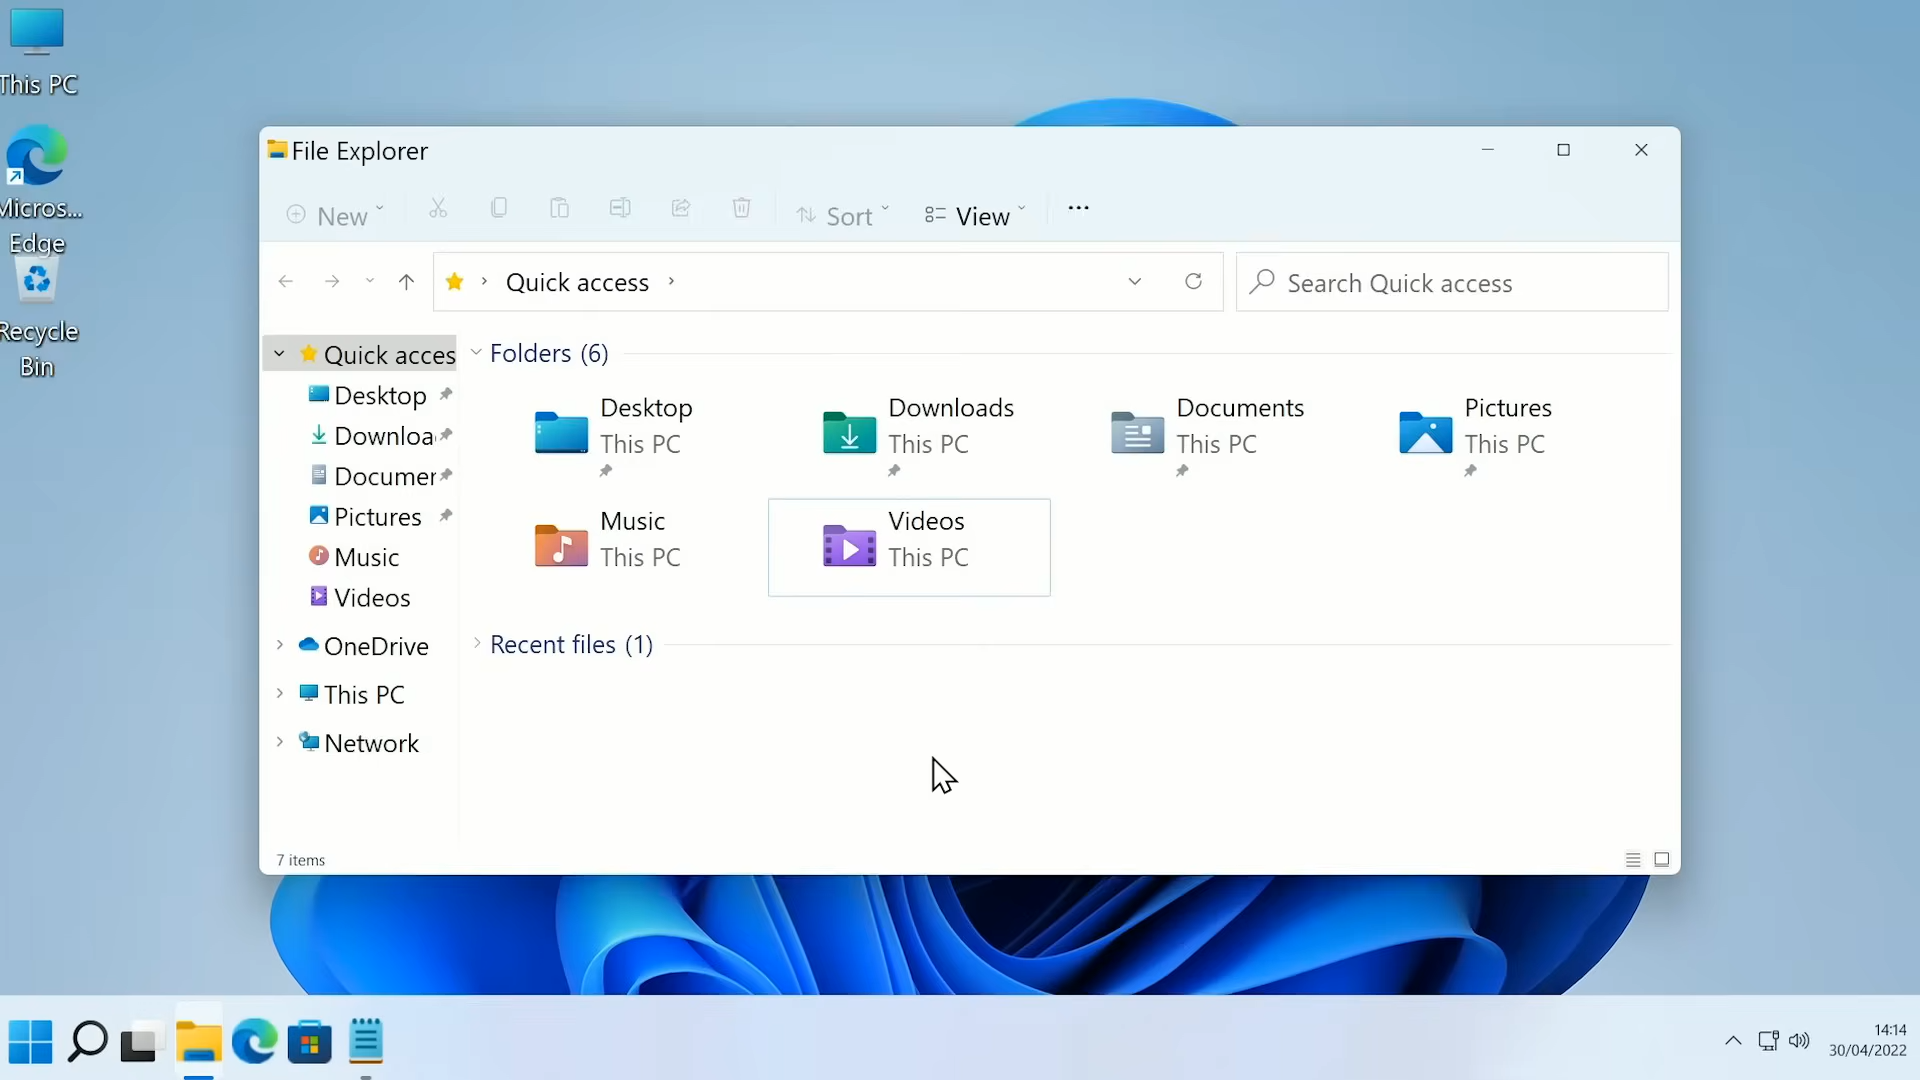 This PC
Micros...
Edge
Recycle
Bin
File Explorer
New
Sort
View
Quick access
Search Quick access
Quick acces
Desktop
Downloa
Documer
Pictures
Music
Videos
OneDrive
This PC
Network
Folders (6)
Desktop
This PC
Downloads
This PC
Documents
This PC
Pictures
This PC
Music
This PC
Videos
This PC
Recent files (1)
7 items
14:14
30/04/2022